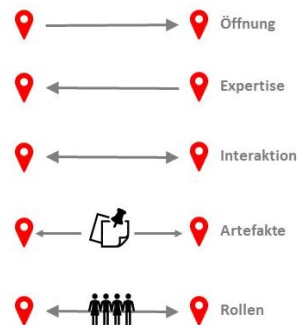 Öffnung
Expertise
Interaktion
Artefakte
Rollen